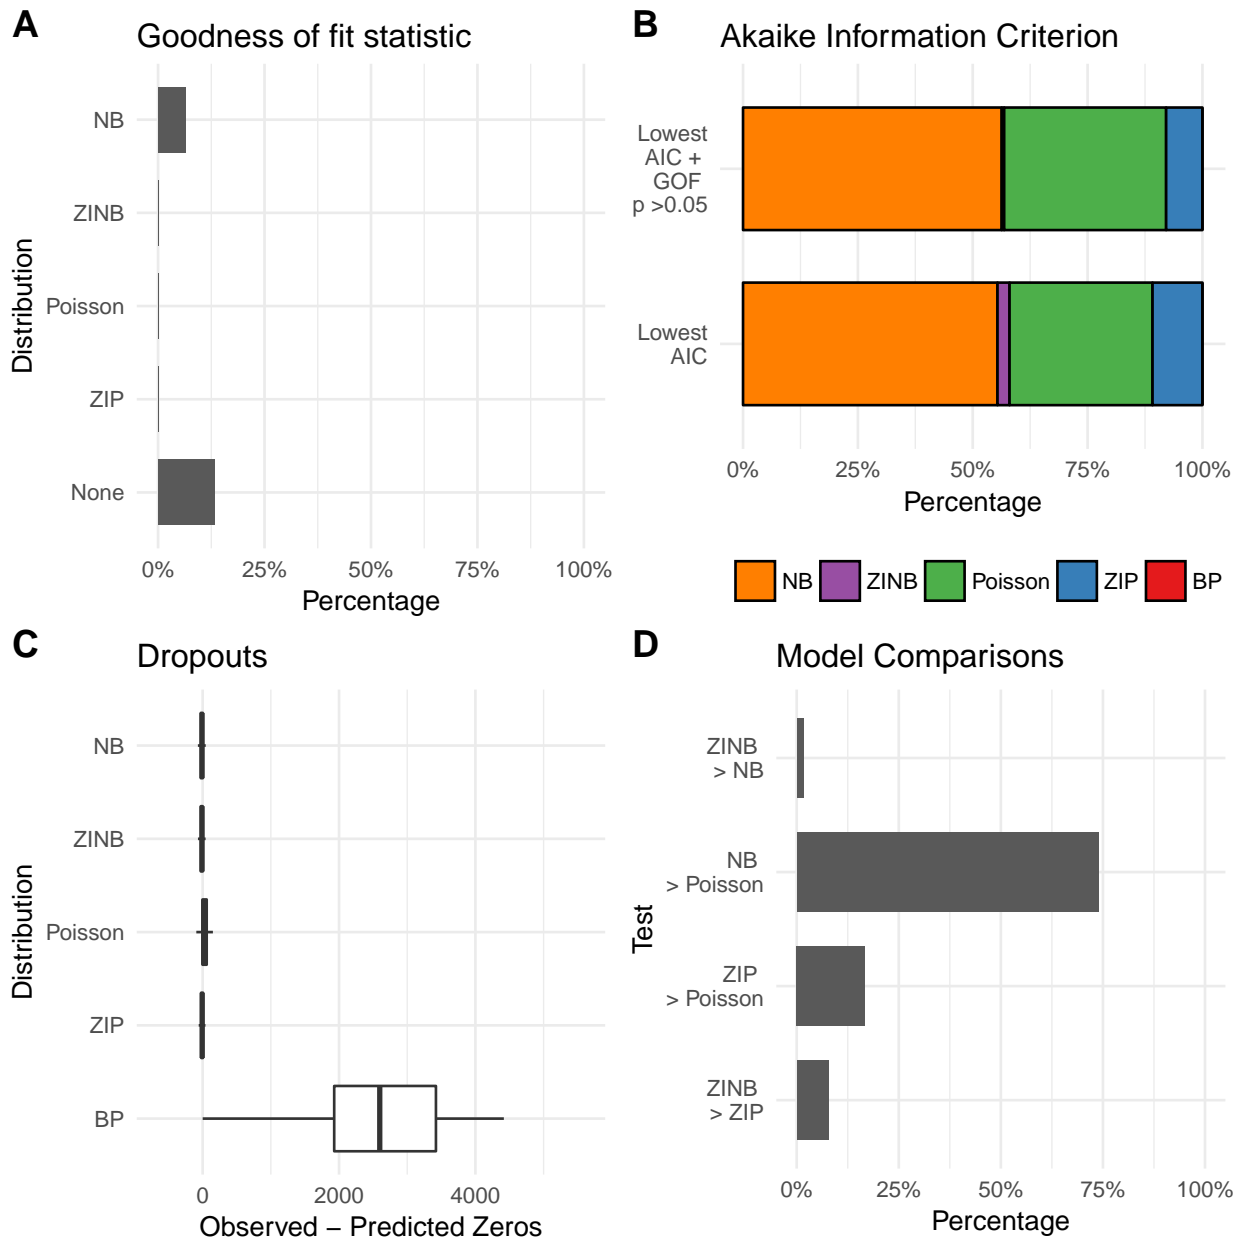 A
Goodness of fit statistic
Distribution
NB
ZINB
Poisson
ZIP
None
0%
25%
50%
75%
100%
Percentage
B
Akaike Information Criterion
Lowest
AIC +
GOF
p >0.05
Lowest
AIC
0%
25%
50%
75%
100%
Percentage
NB
ZINB
Poisson
ZIP
BP
C
Dropouts
Distribution
NB
ZINB
Poisson
ZIP
BP
0
2000
4000
Observed − Predicted Zeros
D
Model Comparisons
Test
ZINB
> NB
NB
> Poisson
ZIP
> Poisson
ZINB
> ZIP
0%
25%
50%
75%
100%
Percentage